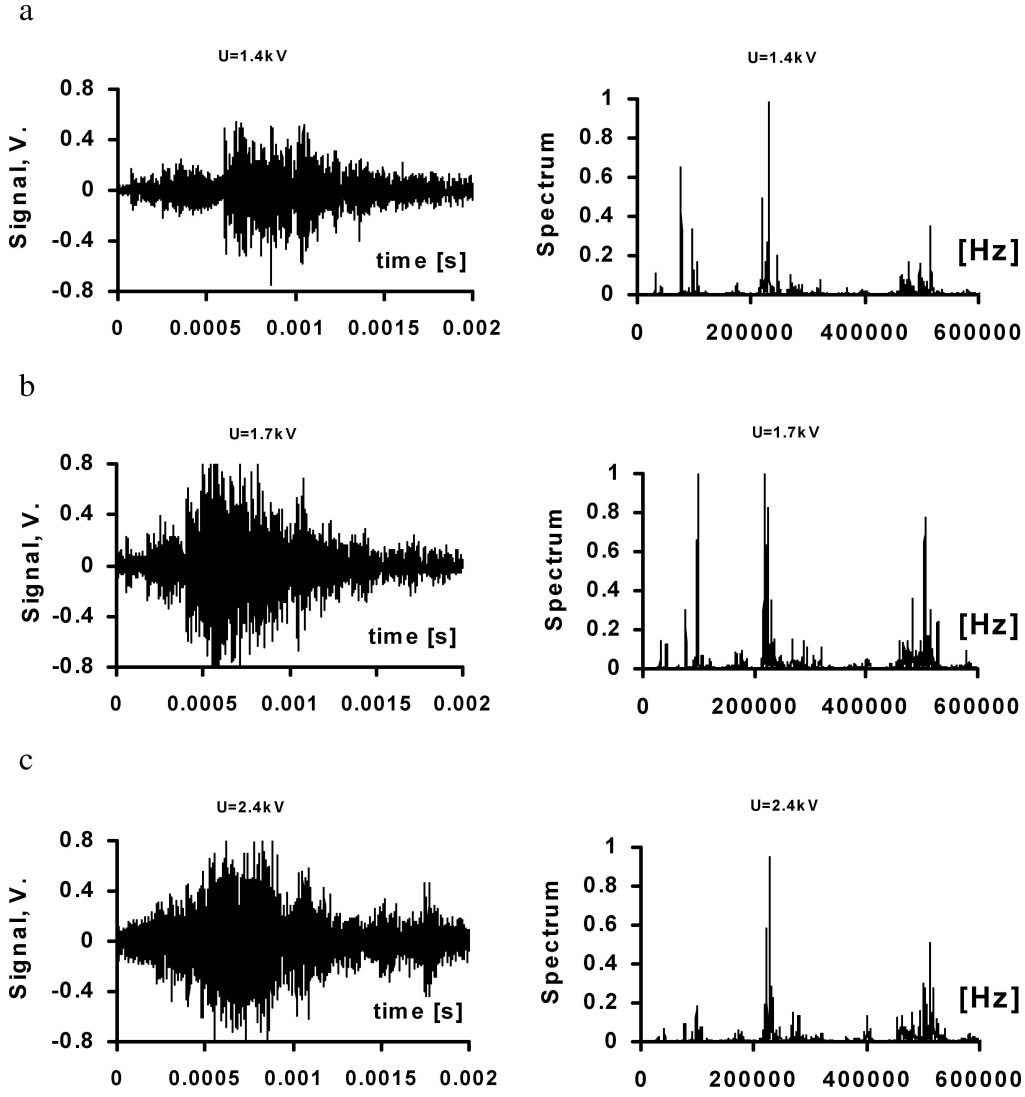 a
U=1.4kV
Signal, V.
0.8
0.4
0
-0.4
-0.8
time [s]
0 0.0005 0.001 0.0015 0.002
U=1.4kV
Spectrum
1
0.8
0.6
0.4
0.2
0
[Hz]
0 200000 400000 600000
b
U=1.7kV
Signal, V.
0.8
0.4
0
-0.4
-0.8
time [s]
0 0.0005 0.001 0.0015 0.002
U=1.7kV
Spectrum
1
0.8
0.6
0.4
0.2
0
[Hz]
0 200000 400000 600000
c
U=2.4kV
Signal, V.
0.8
0.4
0
-0.4
-0.8
time [s]
0 0.0005 0.001 0.0015 0.002
U=2.4kV
Spectrum
1
0.8
0.6
0.4
0.2
0
[Hz]
0 200000 400000 600000